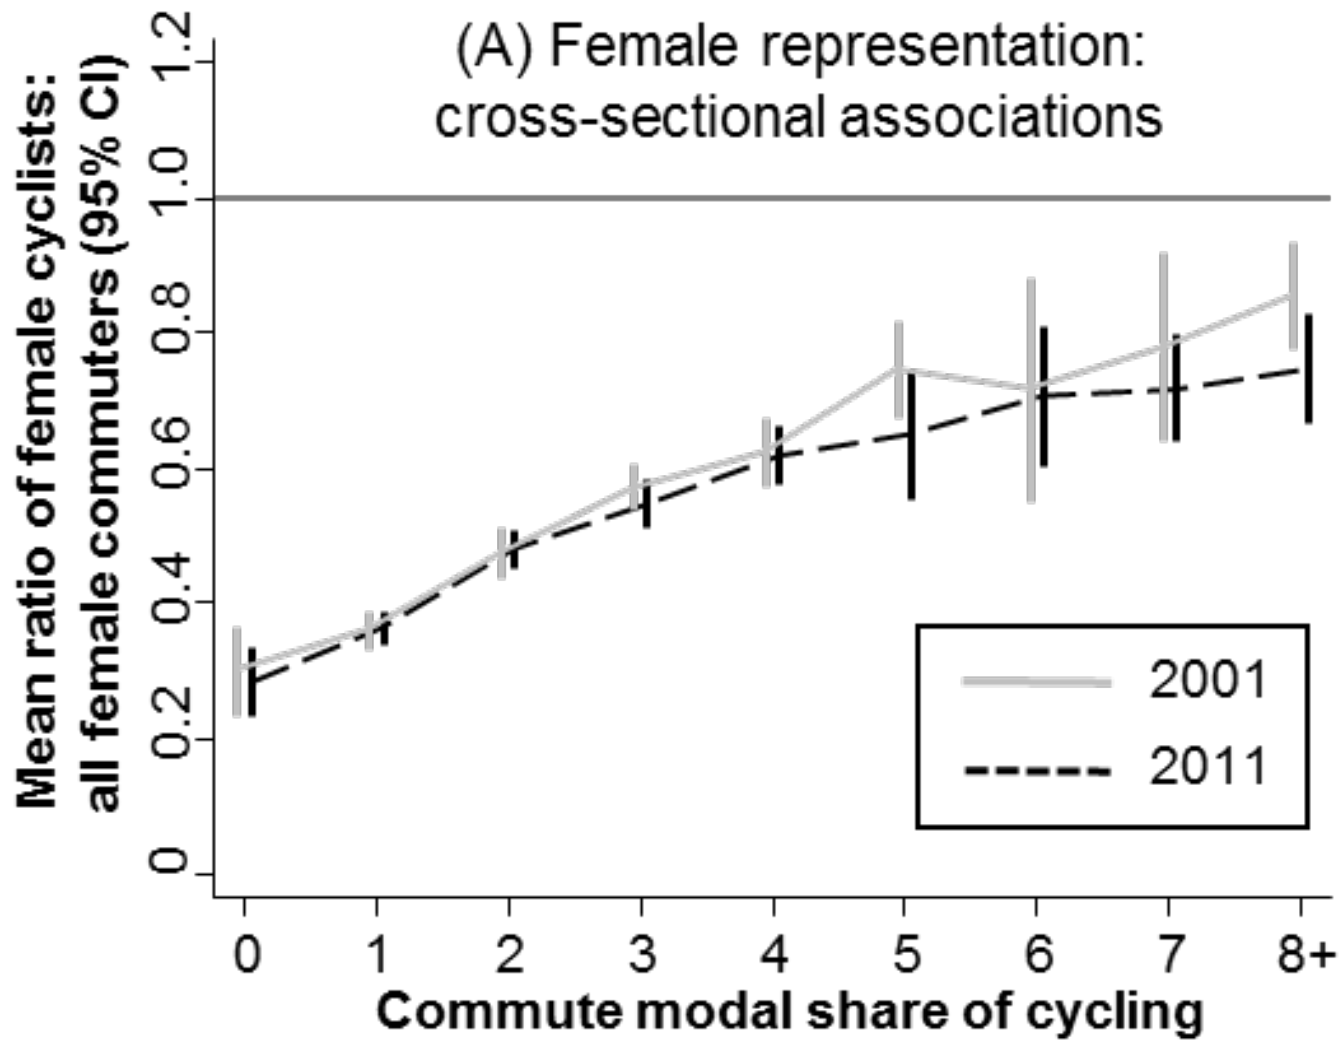 (A) Female representation:
cross-sectional associations
Mean ratio of female cyclists:
all female commuters (95% CI)
1.2
1.0
0.8
0.6
0.4
0.2
0
2001
2011
0 1 2 3 4 5 6 7 8+
Commute modal share of cycling